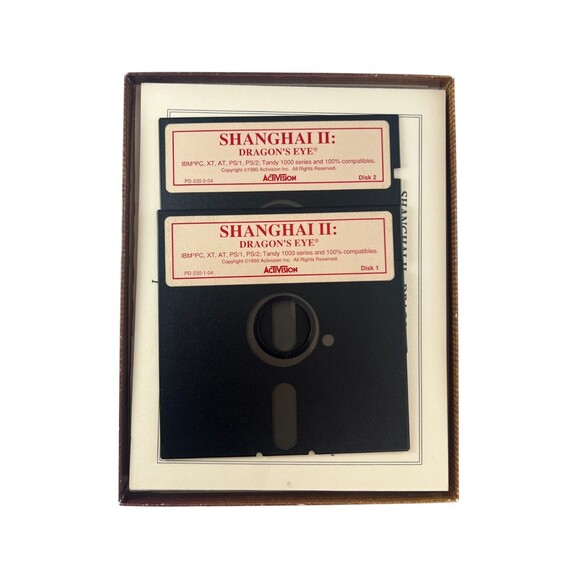 SHANGHAI II:
DRAGON'S EYE®
IBM®PC, XT, AT, PS/1, PS/2; Tandy 1000 series and 100% compatibles.
Copyright ©1990 Activision Inc. All Rights Reserved.
PD-230-2-04
ACTIVISION
Disk 2
SHANGHAI II:
DRAGON'S EYE®
IBM®PC, XT, AT, PS/1, PS/2; Tandy 1000 series and 100% compatibles.
Copyright ©1990 Activision Inc. All Rights Reserved.
PD-230-1-04
ACTIVISION
Disk 1